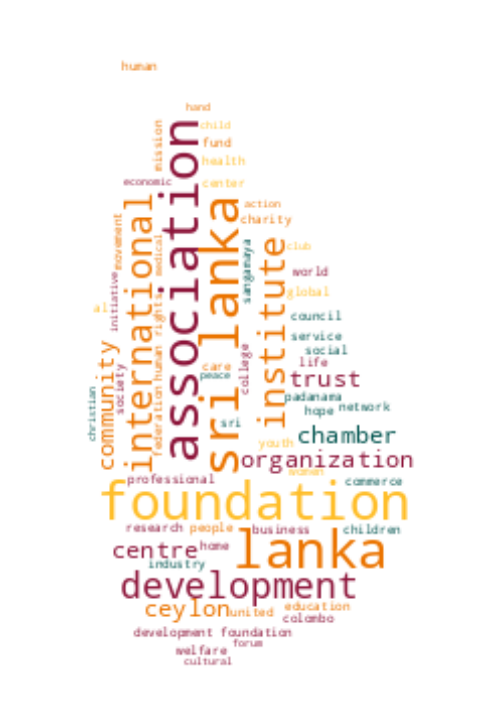 human
hand
child
mission
fund
health
economic
center
association
international
sri lanka
action
charity
movement
medical
sangamaya
institute
club
world
global
initiative
al
rights
council
service
social
community
society
human
federation
care
peace
college
life
trust
christian
padanama
hope
network
sri
chamber
youth
organization
women
professional
commerce
foundation
research
people
business
children
centre
home
lanka
industry
development
ceylon
united
education
colombo
development foundation
forum
welfare
cultural